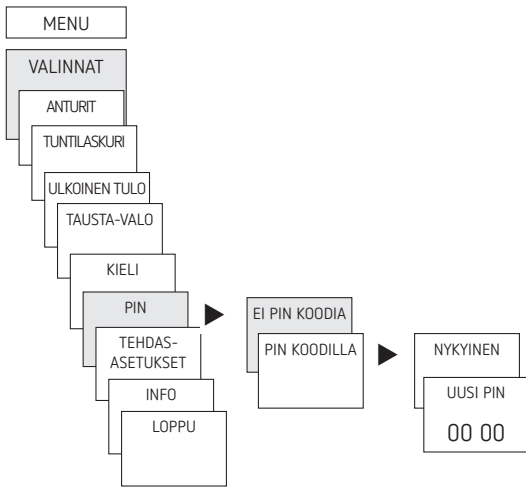 MENU
VALINNAT
ANTURIT
TUNTILASKURI
ULKOINEN TULO
TAUSTA-VALO
KIELI
PIN
TEHDAS-
ASETUKSET
INFO
LOPPU
EI PIN KOODIA
PIN KOODILLA
NYKYINEN
UUSI PIN
00 00